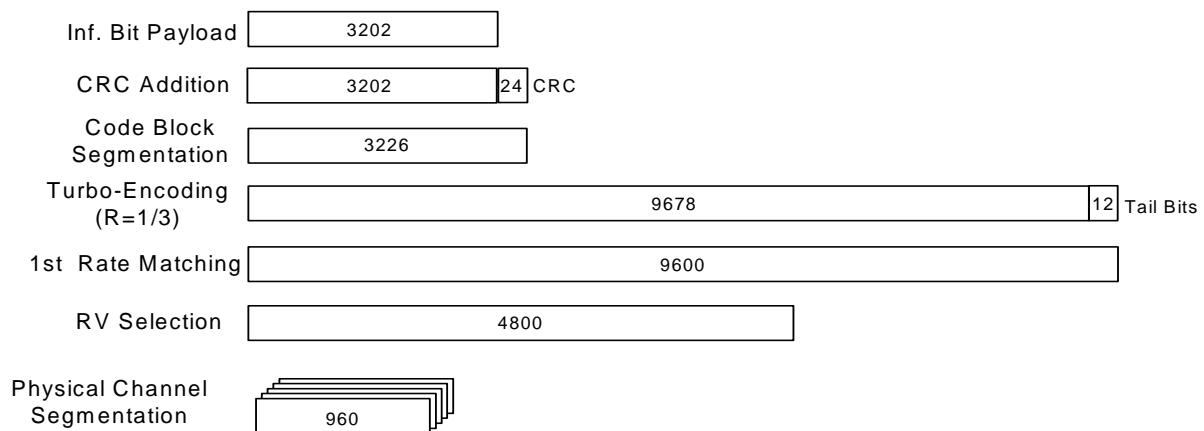 Inf. Bit Payload 3202
CRC Addition 3202 24 CRC
Code Block
Segmentation 3226
Turbo-Encoding
(R=1/3) 9678 12 Tail Bits
1st Rate Matching 9600
RV Selection 4800
Physical Channel
Segmentation 960